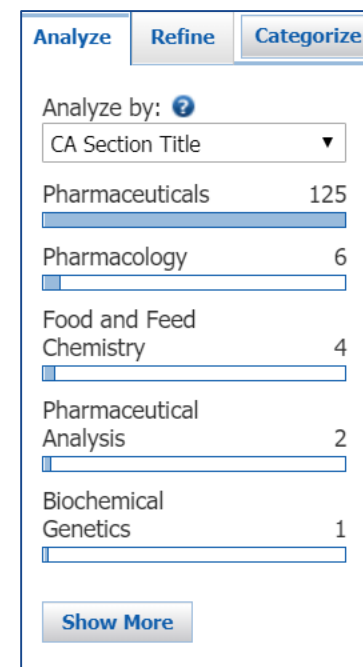 Analyze Refine Categorize
Analyze by: ?
CA Section Title ▼
Pharmaceuticals 125
Pharmacology 6
Food and Feed
Chemistry 4
Pharmaceutical
Analysis 2
Biochemical
Genetics 1
Show More